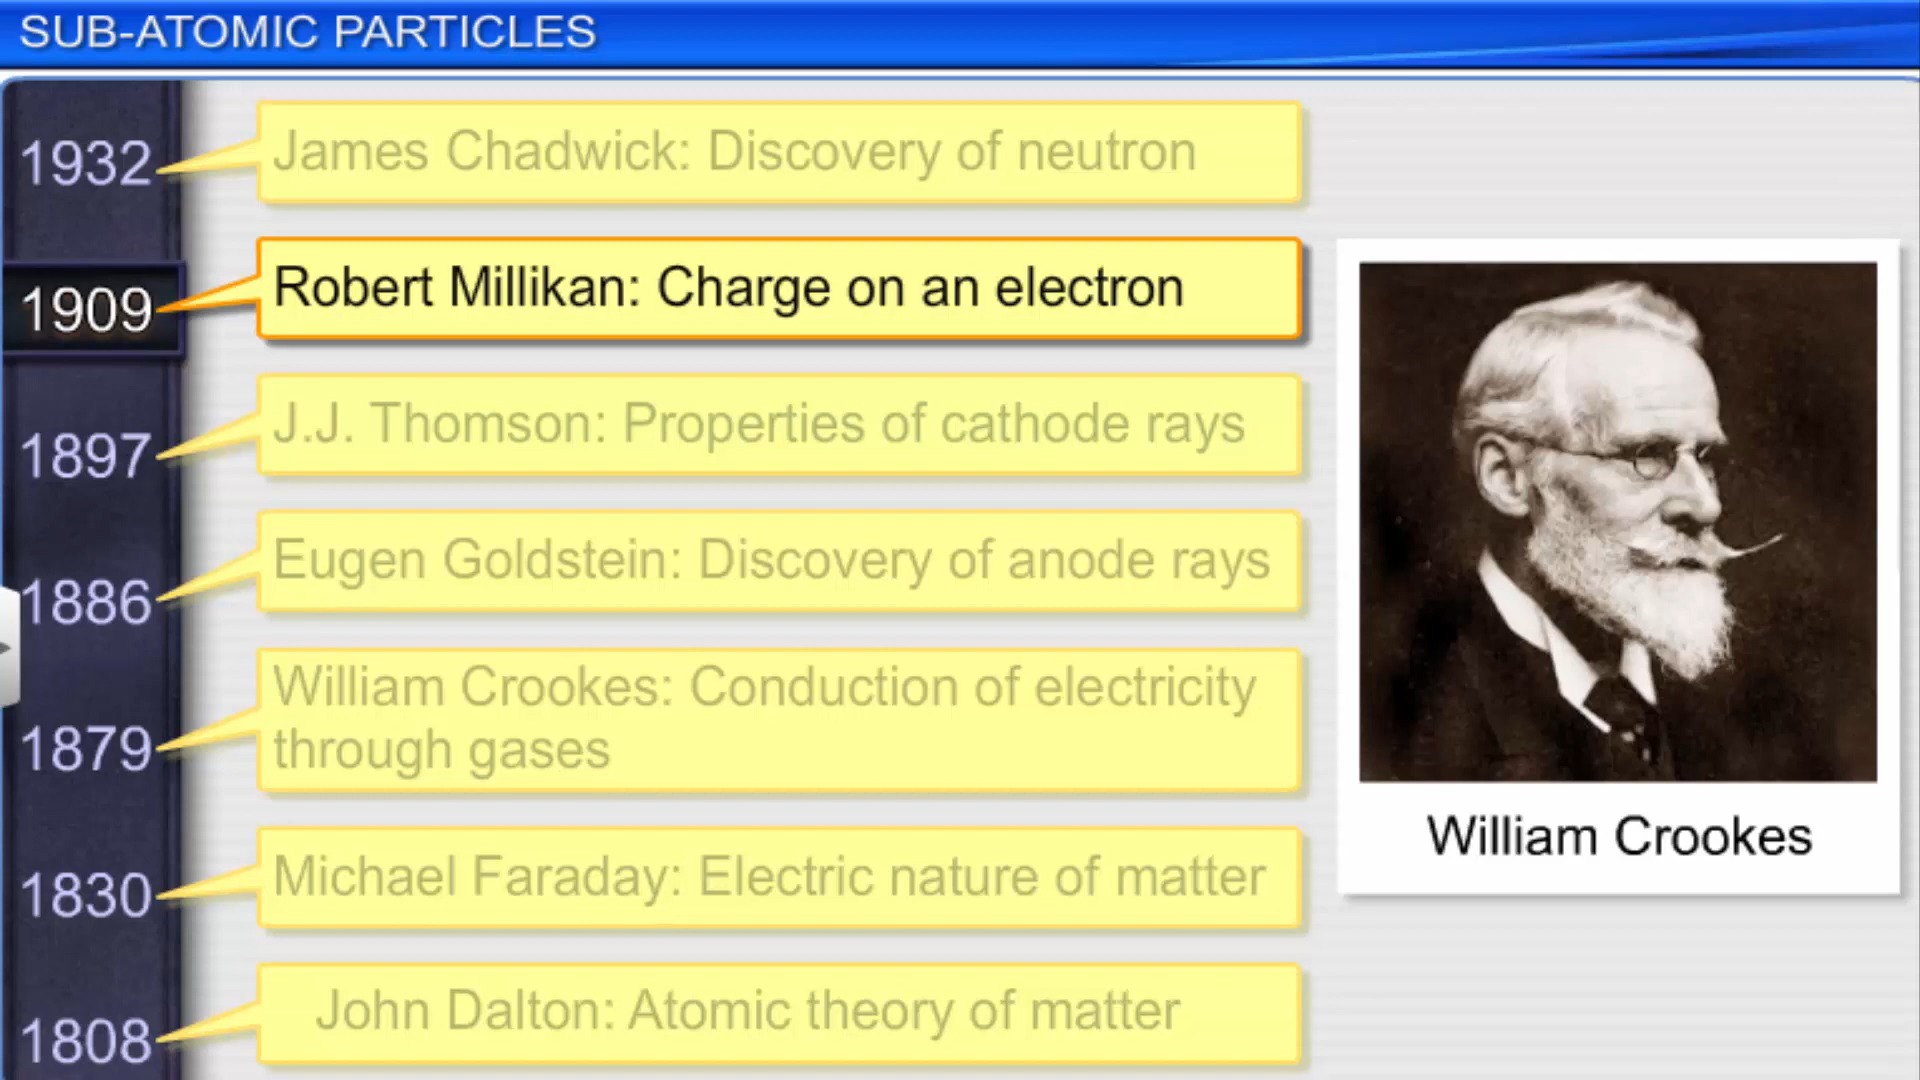 SUB-ATOMIC PARTICLES
1932
James Chadwick: Discovery of neutron
1909
Robert Millikan: Charge on an electron
1897
J.J. Thomson: Properties of cathode rays
1886
Eugen Goldstein: Discovery of anode rays
1879
William Crookes: Conduction of electricity
through gases
1830
Michael Faraday: Electric nature of matter
1808
John Dalton: Atomic theory of matter
William Crookes